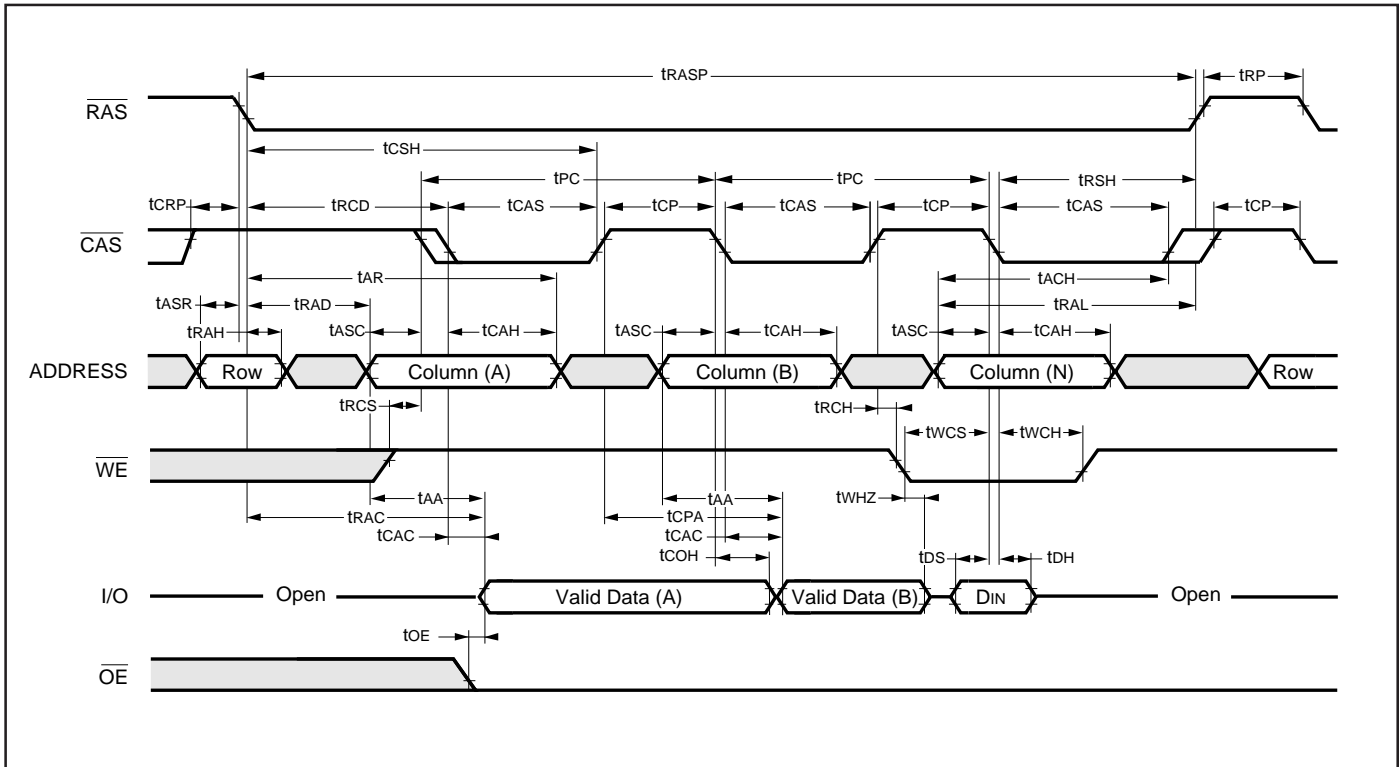 tRASP tRP
RAS
tCSH
tPC tPC tRSH
tCRP tRCD tCAS tCP tCAS tCP tCAS tCP
CAS
tAR tACH
tASR tRAD tRAL
tRAH tASC tCAH tASC tCAH tASC tCAH
ADDRESS Row Column (A) Column (B) Column (N) Row
tRCS tRCH
tWCS tWCH
WE
tAA tAA tWHZ
tRAC tCPA
tCAC tCAC
tCOH tDS tDH
I/O Open Valid Data (A) Valid Data (B) DIN Open
tOE
OE